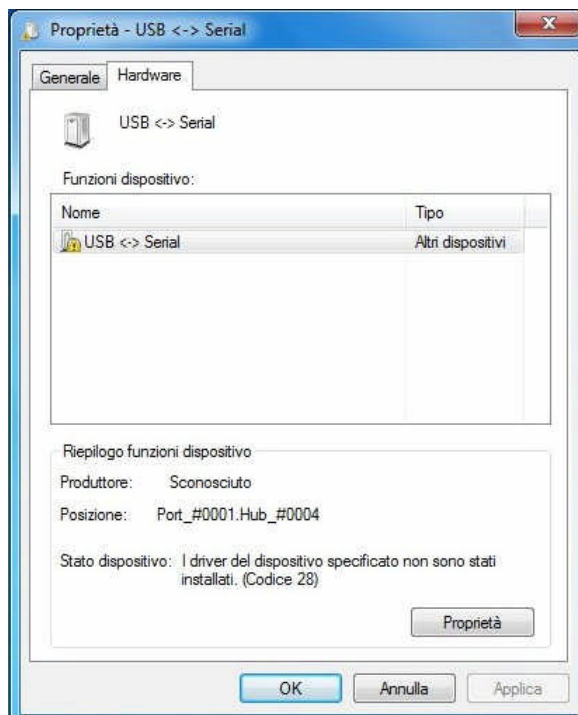 Proprietà - USB <-> Serial
Generale
Hardware
USB <-> Serial
Funzioni dispositivo:
Nome
Tipo
USB <-> Serial
Altri dispositivi
Riepilogo funzioni dispositivo
Produttore: Sconosciuto
Posizione: Port_#0001.Hub_#0004
Stato dispositivo: I driver del dispositivo specificato non sono stati
installati. (Codice 28)
Proprietà
OK
Annulla
Applica